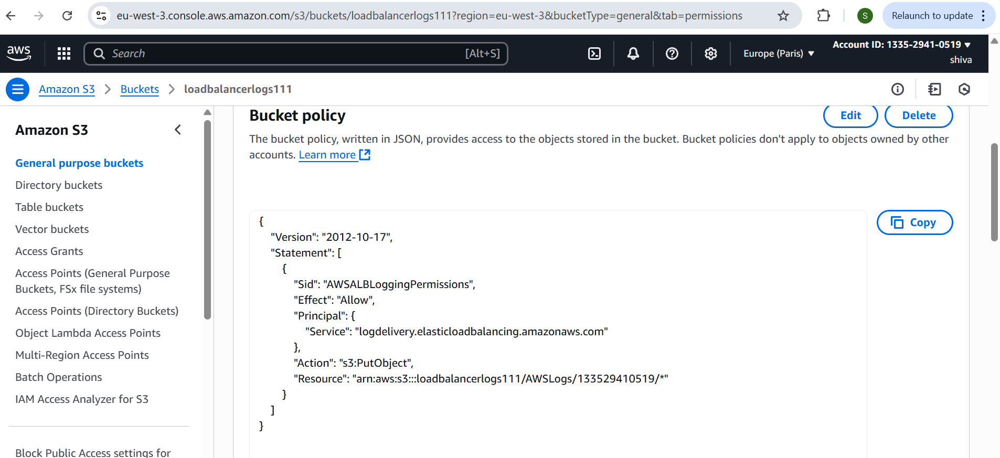 eu-west-3.console.aws.amazon.com/s3/buckets/loadbalancerlogs111?region=eu-west-3&bucketType=general&tab=permissions
S
Relaunch to update
aws
Search
[Alt+S]
Europe (Paris)
Account ID: 1335-2941-0519
shiva
Amazon S3
Buckets
loadbalancerlogs111
Amazon S3
General purpose buckets
Directory buckets
Table buckets
Vector buckets
Access Grants
Access Points (General Purpose
Buckets, FSx file systems)
Access Points (Directory Buckets)
Object Lambda Access Points
Multi-Region Access Points
Batch Operations
IAM Access Analyzer for S3
Block Public Access settings for
Bucket policy
Edit
Delete
The bucket policy, written in JSON, provides access to the objects stored in the bucket. Bucket policies don't apply to objects owned by other
accounts. Learn more
Copy
{
"Version": "2012-10-17",
"Statement": [
{
"Sid": "AWSALBLoggingPermissions",
"Effect": "Allow",
"Principal": {
"Service": "logdelivery.elasticloadbalancing.amazonaws.com"
},
"Action": "s3:PutObject",
"Resource": "arn:aws:s3:::loadbalancerlogs111/AWSLogs/133529410519/*"
}
]
}